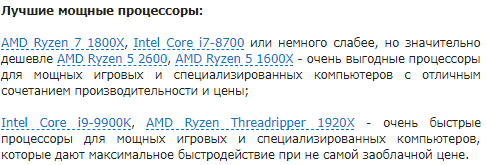 Лучшие мощные процессоры:
AMD Ryzen 7 1800X, Intel Core i7-8700 или немного слабее, но значительно
дешевле AMD Ryzen 5 2600, AMD Ryzen 5 1600X - очень выгодные процессоры
для мощных игровых и специализированных компьютеров с отличным
сочетанием производительности и цены;
Intel Core i9-9900K, AMD Ryzen Threadripper 1920X - очень быстрые
процессоры для мощных игровых и специализированных компьютеров,
которые дают максимальное быстродействие при не самой заоблачной цене.